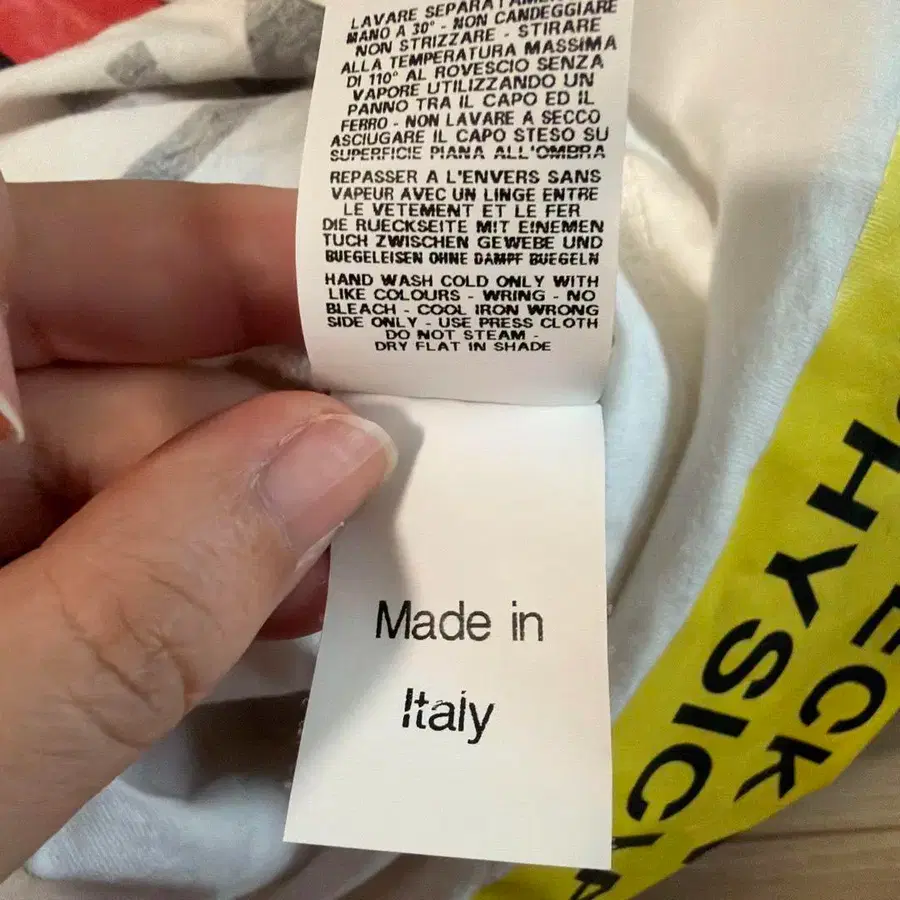 LAVARE SEPARATAMENTE
MANO A 30° - NON CANDEGGIARE
NON STRIZZARE - STIRARE
ALLA TEMPERATURA MASSIMA
DI 110° AL ROVESCIO SENZA
VAPORE UTILIZZANDO UN
PANNO TRA IL CAPO ED IL
FERRO - NON LAVARE A SECCO
ASCIUGARE IL CAPO STESO SU
SUPERFICIE PIANA ALL'OMBRA
REPASSER A L'ENVERS SANS
VAPEUR AVEC UN LINGE ENTRE
LE VETEMENT ET LE FER
DIE RUECKSEITE MIT EINEMEN
TUCH ZWISCHEN GEWEBE UND
BUEGELEISEN OHNE DAMPF BUEGELN
HAND WASH COLD ONLY WITH
LIKE COLOURS - WRING - NO
BLEACH - COOL IRON WRONG
SIDE ONLY - USE PRESS CLOTH
DO NOT STEAM -
DRY FLAT IN SHADE
Made in
Italy
HECK
PHYSICA